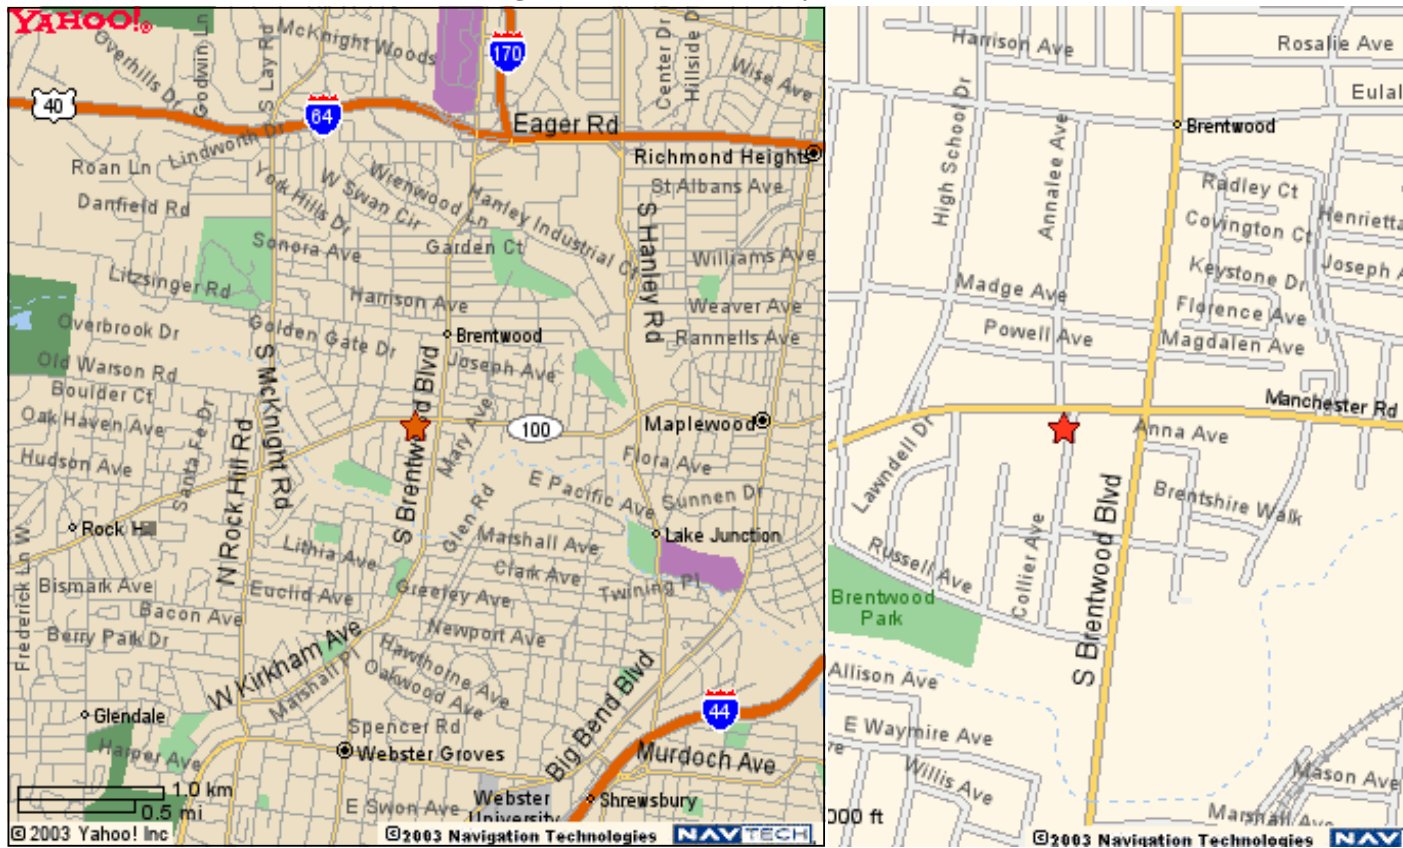 YAHOO!®
McKnight Woods
Overhills Dr
Godwin Ln
S Lay Rd
170
Center Dr
Hillside D
Wise Ave
40
64
Eager Rd
Lindworth Dr
Richmond Heights
Roan Ln
York Hills Dr
W Swan Cir
Wrenwood Ln
Hanley Industrial Ct
St Albans Ave
Danfield Rd
S Hanley Rd
Sonora Ave
Garden Ct
Williams Ave
Litzsinger Rd
Harrison Ave
Weaver Ave
Overbrook Dr
Golden Gate Dr
Brentwood
Rannells Ave
Old Warson Rd
S McKnight Rd
S Brentwood Blvd
Joseph Ave
Boulder Ct
Oak Haven Ave
Santa Fe Dr
Mary Ave
100
Maplewood
Hudson Ave
N Rock Hill Rd
Flora Ave
E Pacific Ave
Sunnen Dr
Rock Hill
Glen Rd
Marshall Ave
Lake Junction
Frederick Ln W.
Lithia Ave
Clark Ave
Bismark Ave
Euclid Ave
Greeley Ave
Twining Pl
Bacon Ave
Newport Ave
Berry Park Dr
W Kirkham Ave
Hawthorne Ave
Marshall Pl
Oakwood Ave
Big Bend Blvd
44
Glendale
Spencer Rd
Harper Ave
Webster Groves
Murdoch Ave
1.0 km
0.5 mi
E Swon Ave
Webster
University
Shrewsbury
© 2003 Yahoo! Inc
©2003 Navigation Technologies NAVTECH
Harrison Ave
Rosalie Ave
High School Dr
Annalee Ave
Eulal
Brentwood
Radley Ct
Covington Ct
Henrietta
Keystone Dr
Joseph A
Madge Ave
Florence Ave
Powell Ave
Magdalen Ave
Manchester Rd
Lawndell Dr
Anna Ave
S Brentwood Blvd
Brentshire Walk
Russell Ave
Collier Ave
Brentwood
Park
Allison Ave
E Waymire Ave
Willis Ave
Mason Ave
Marshall Ave
000 ft
©2003 Navigation Technologies NAV